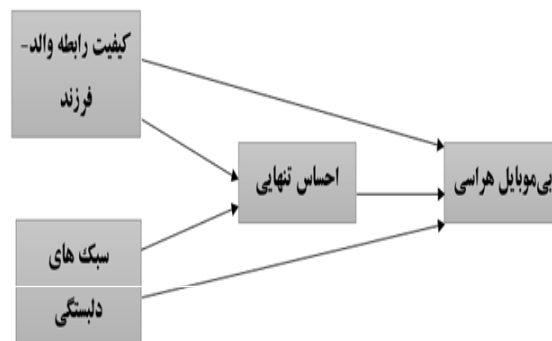 کیفیت رابطه والد-
فرزند
احساس تنهایی
بی‌موبایل هراسی
سبک های
دلبستگی